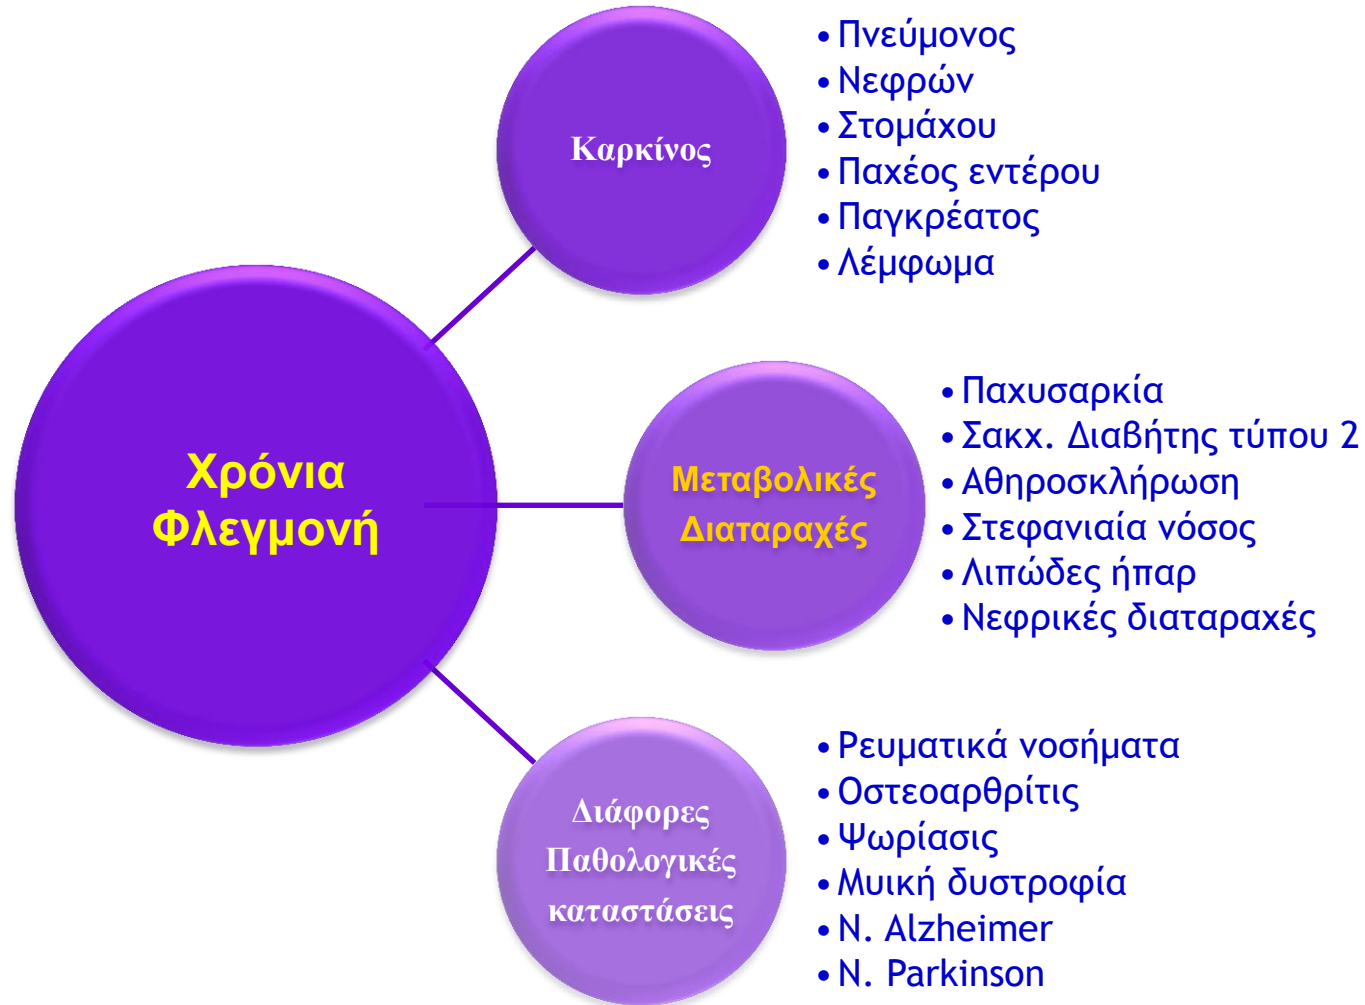 Καρκίνος
• Πνεύμονος
• Νεφρών
• Στομάχου
• Παχέος εντέρου
• Παγκρέατος
• Λέμφωμα
Χρόνια
Φλεγμονή
Μεταβολικές
Διαταραχές
• Παχυσαρκία
• Σακχ. Διαβήτης τύπου 2
• Αθηροσκλήρωση
• Στεφανιαία νόσος
• Λιπώδες ήπαρ
• Νεφρικές διαταραχές
Διάφορες
Παθολογικές
καταστάσεις
• Ρευματικά νοσήματα
• Οστεοαρθρίτις
• Ψωρίασις
• Μυική δυστροφία
• Ν. Alzheimer
• Ν. Parkinson